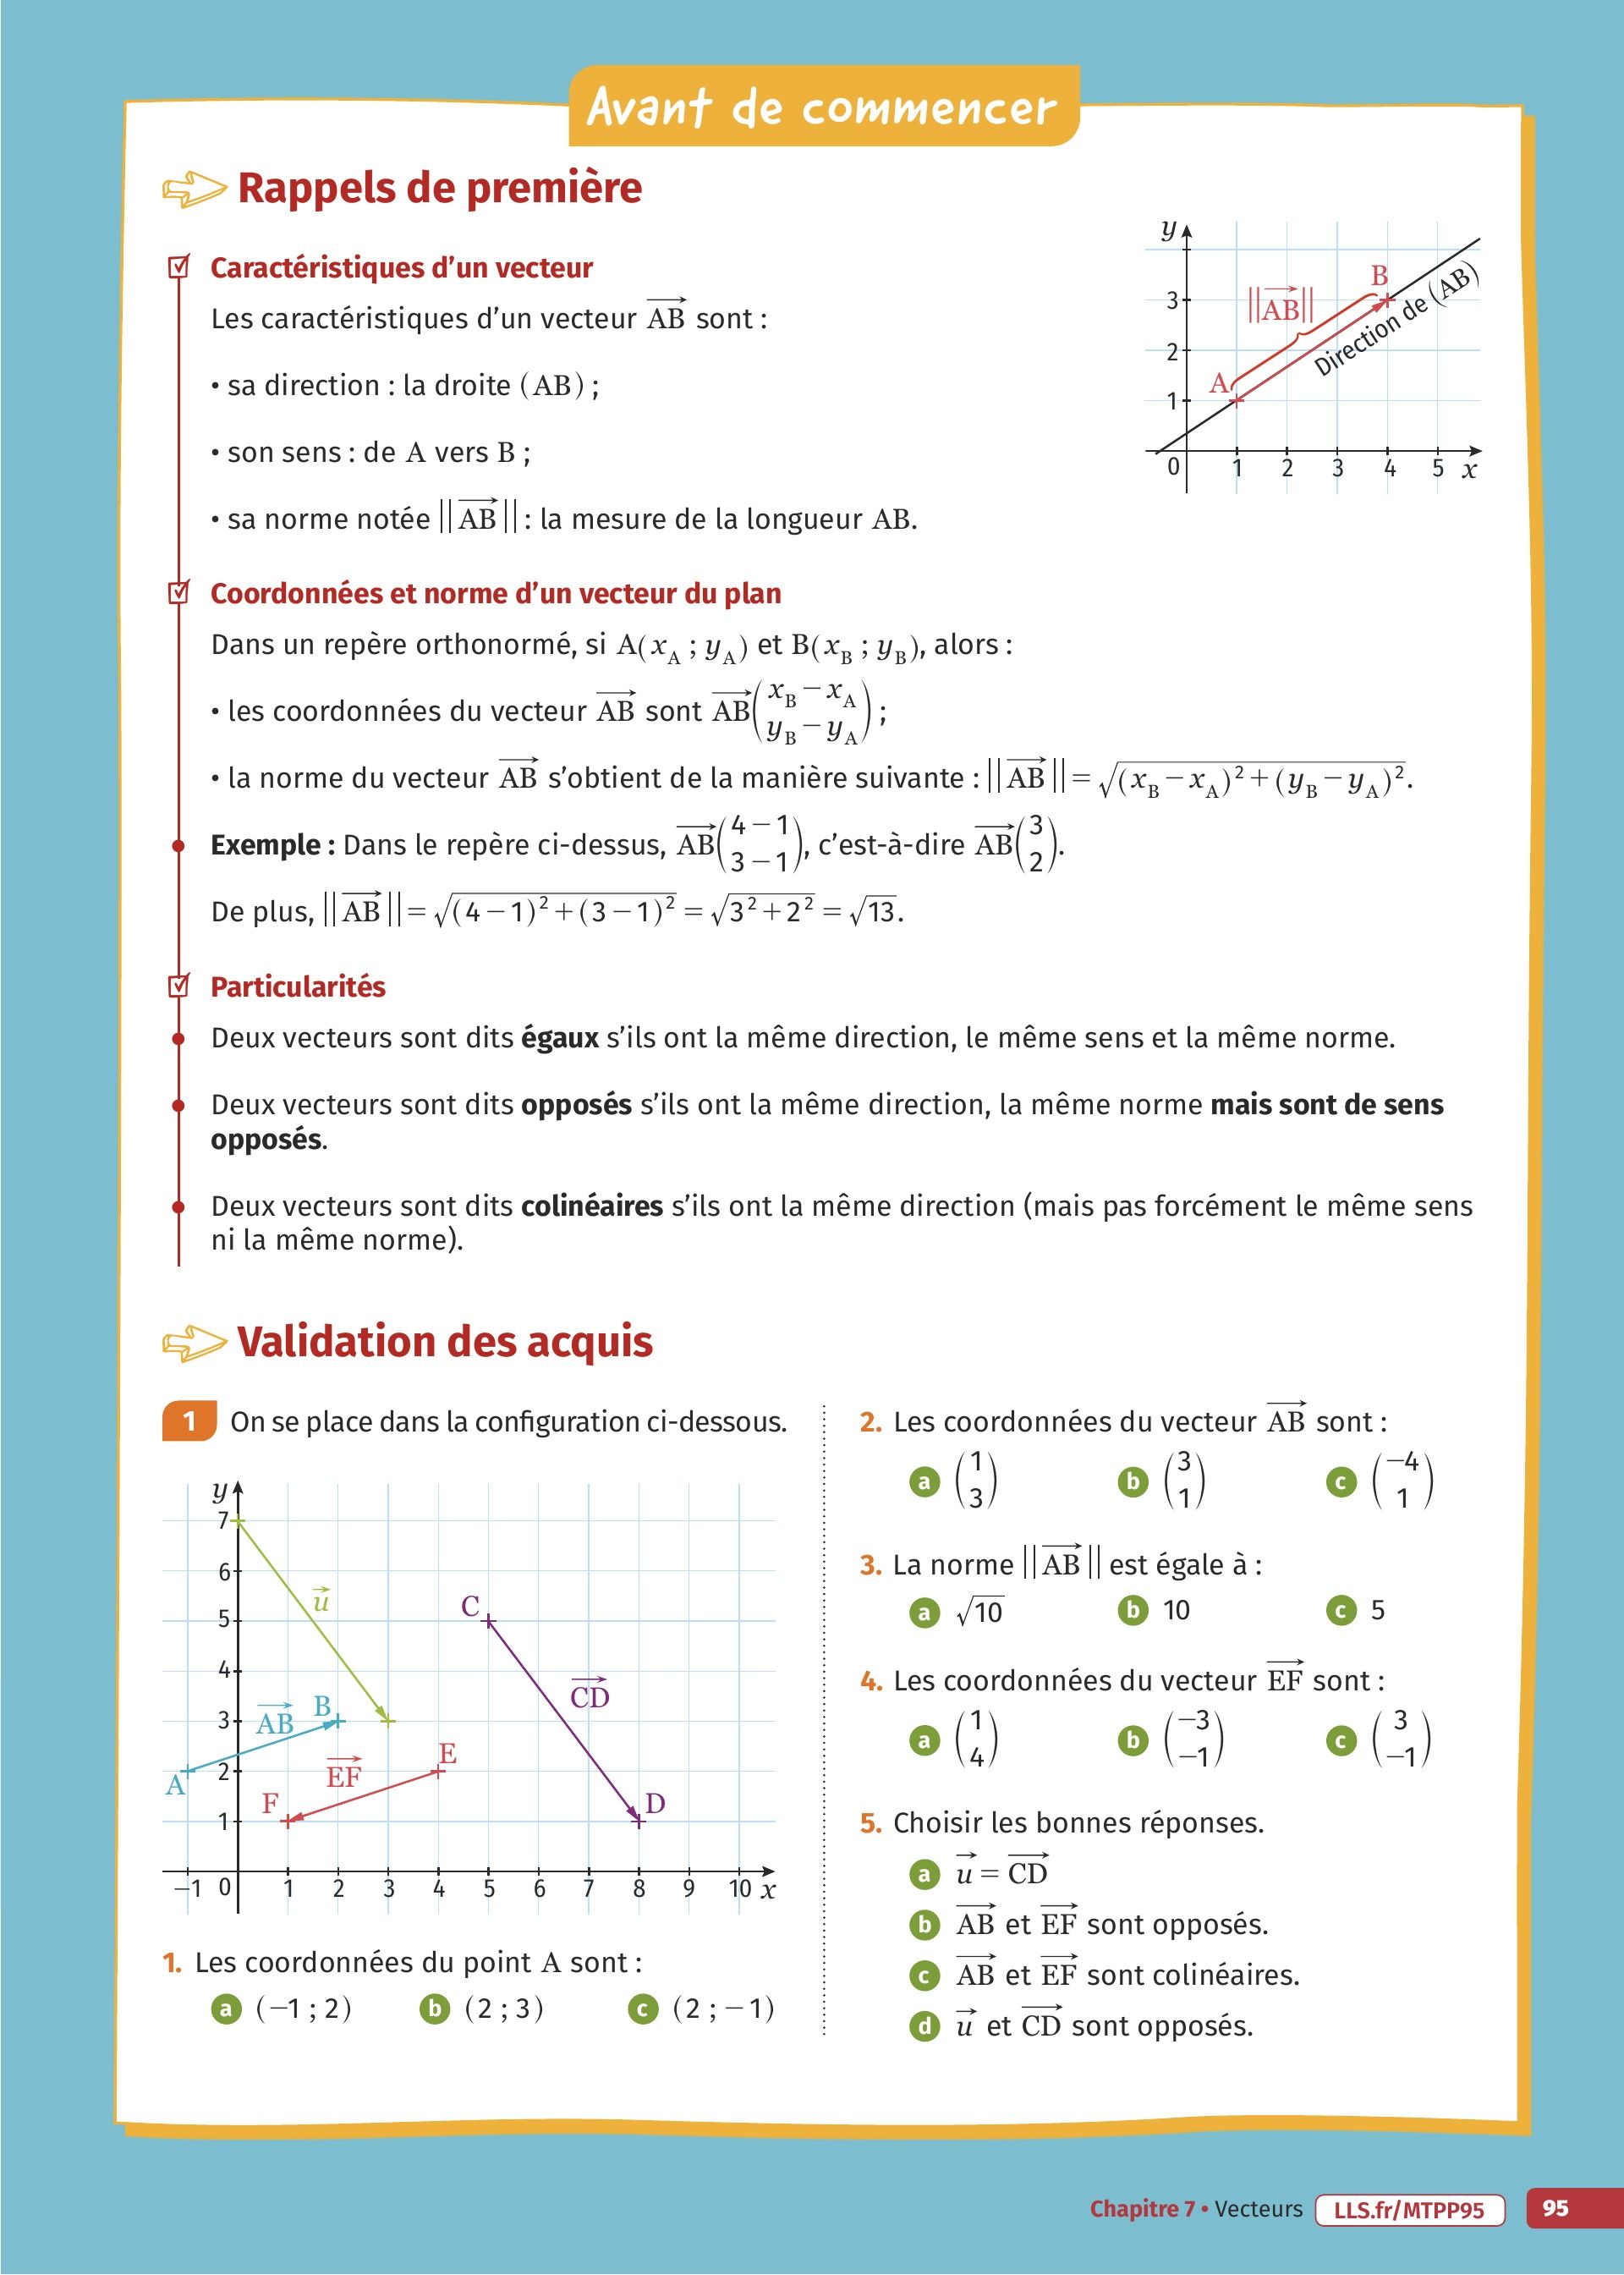 Avant de commencer
Rappels de première
Caractéristiques d’un vecteur
Les caractéristiques d’un vecteur $\overrightarrow{AB}$ sont :
• sa direction : la droite (AB) ;
• son sens : de A vers B ;
• sa norme notée $||\overrightarrow{AB}||$ : la mesure de la longueur AB.
y
3
2
1
0
1 2 3 4 5 x
A
B
$||\overrightarrow{AB}||$
Direction de (AB)
Coordonnées et norme d’un vecteur du plan
Dans un repère orthonormé, si A($x_A$ ; $y_A$) et B($x_B$ ; $y_B$), alors :
• les coordonnées du vecteur $\overrightarrow{AB}$ sont $\overrightarrow{AB}\begin{pmatrix} x_B - x_A \\ y_B - y_A \end{pmatrix}$ ;
• la norme du vecteur $\overrightarrow{AB}$ s’obtient de la manière suivante : $||\overrightarrow{AB}|| = \sqrt{(x_B - x_A)^2 + (y_B - y_A)^2}$.
Exemple : Dans le repère ci-dessus, $\overrightarrow{AB}\begin{pmatrix} 4 - 1 \\ 3 - 1 \end{pmatrix}$, c’est-à-dire $\overrightarrow{AB}\begin{pmatrix} 3 \\ 2 \end{pmatrix}$.
De plus, $||\overrightarrow{AB}|| = \sqrt{(4 - 1)^2 + (3 - 1)^2} = \sqrt{3^2 + 2^2} = \sqrt{13}$.
Particularités
Deux vecteurs sont dits égaux s’ils ont la même direction, le même sens et la même norme.
Deux vecteurs sont dits opposés s’ils ont la même direction, la même norme mais sont de sens
opposés.
Deux vecteurs sont dits colinéaires s’ils ont la même direction (mais pas forcément le même sens
ni la même norme).
Validation des acquis
1 On se place dans la configuration ci-dessous.
y
7
6
5
4
3
2
1
−1 0 1 2 3 4 5 6 7 8 9 10 x
$\vec{u}$
C
$\overrightarrow{CD}$
D
$\overrightarrow{AB}$ B
A
$\overrightarrow{EF}$
E
F
1. Les coordonnées du point A sont :
a (−1 ; 2) b (2 ; 3) c (2 ; −1)
2. Les coordonnées du vecteur $\overrightarrow{AB}$ sont :
a $\begin{pmatrix} 1 \\ 3 \end{pmatrix}$ b $\begin{pmatrix} 3 \\ 1 \end{pmatrix}$ c $\begin{pmatrix} -4 \\ 1 \end{pmatrix}$
3. La norme $||\overrightarrow{AB}||$ est égale à :
a $\sqrt{10}$ b 10 c 5
4. Les coordonnées du vecteur $\overrightarrow{EF}$ sont :
a $\begin{pmatrix} 1 \\ 4 \end{pmatrix}$ b $\begin{pmatrix} -3 \\ -1 \end{pmatrix}$ c $\begin{pmatrix} 3 \\ -1 \end{pmatrix}$
5. Choisir les bonnes réponses.
a $\vec{u} = \overrightarrow{CD}$
b $\overrightarrow{AB}$ et $\overrightarrow{EF}$ sont opposés.
c $\overrightarrow{AB}$ et $\overrightarrow{EF}$ sont colinéaires.
d $\vec{u}$ et $\overrightarrow{CD}$ sont opposés.
Chapitre 7 • Vecteurs LLS.fr/MTPP95 95